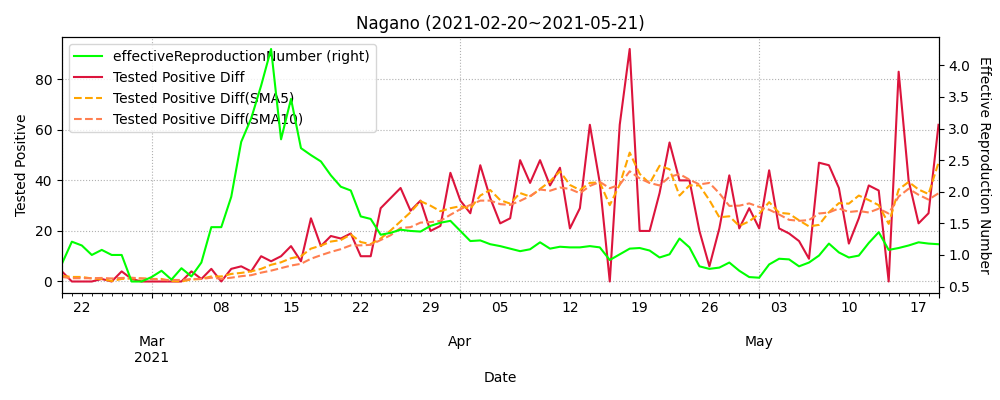 Nagano (2021-02-20~2021-05-21)
effectiveReproductionNumber (right)
Tested Positive Diff
Tested Positive Diff(SMA5)
Tested Positive Diff(SMA10)
Tested Positive
80
60
40
20
0
4.0
3.5
3.0
2.5
2.0
1.5
1.0
0.5
Effective Reproduction Number
22 08 15 22 29 05 12 19 26 03 10 17
Mar Apr May
2021
Date